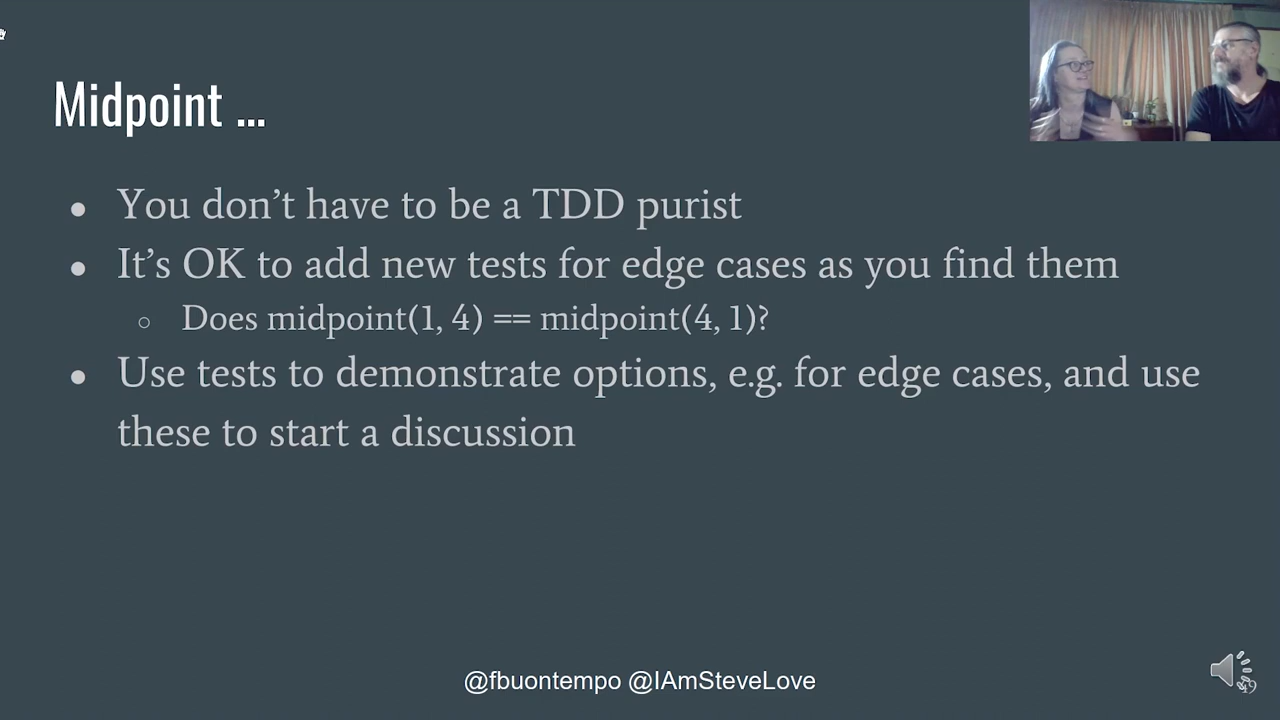 Midpoint ...
● You don’t have to be a TDD purist
● It’s OK to add new tests for edge cases as you find them
○ Does midpoint(1, 4) == midpoint(4, 1)?
● Use tests to demonstrate options, e.g. for edge cases, and use
these to start a discussion
@fbuontempo @IAmSteveLove